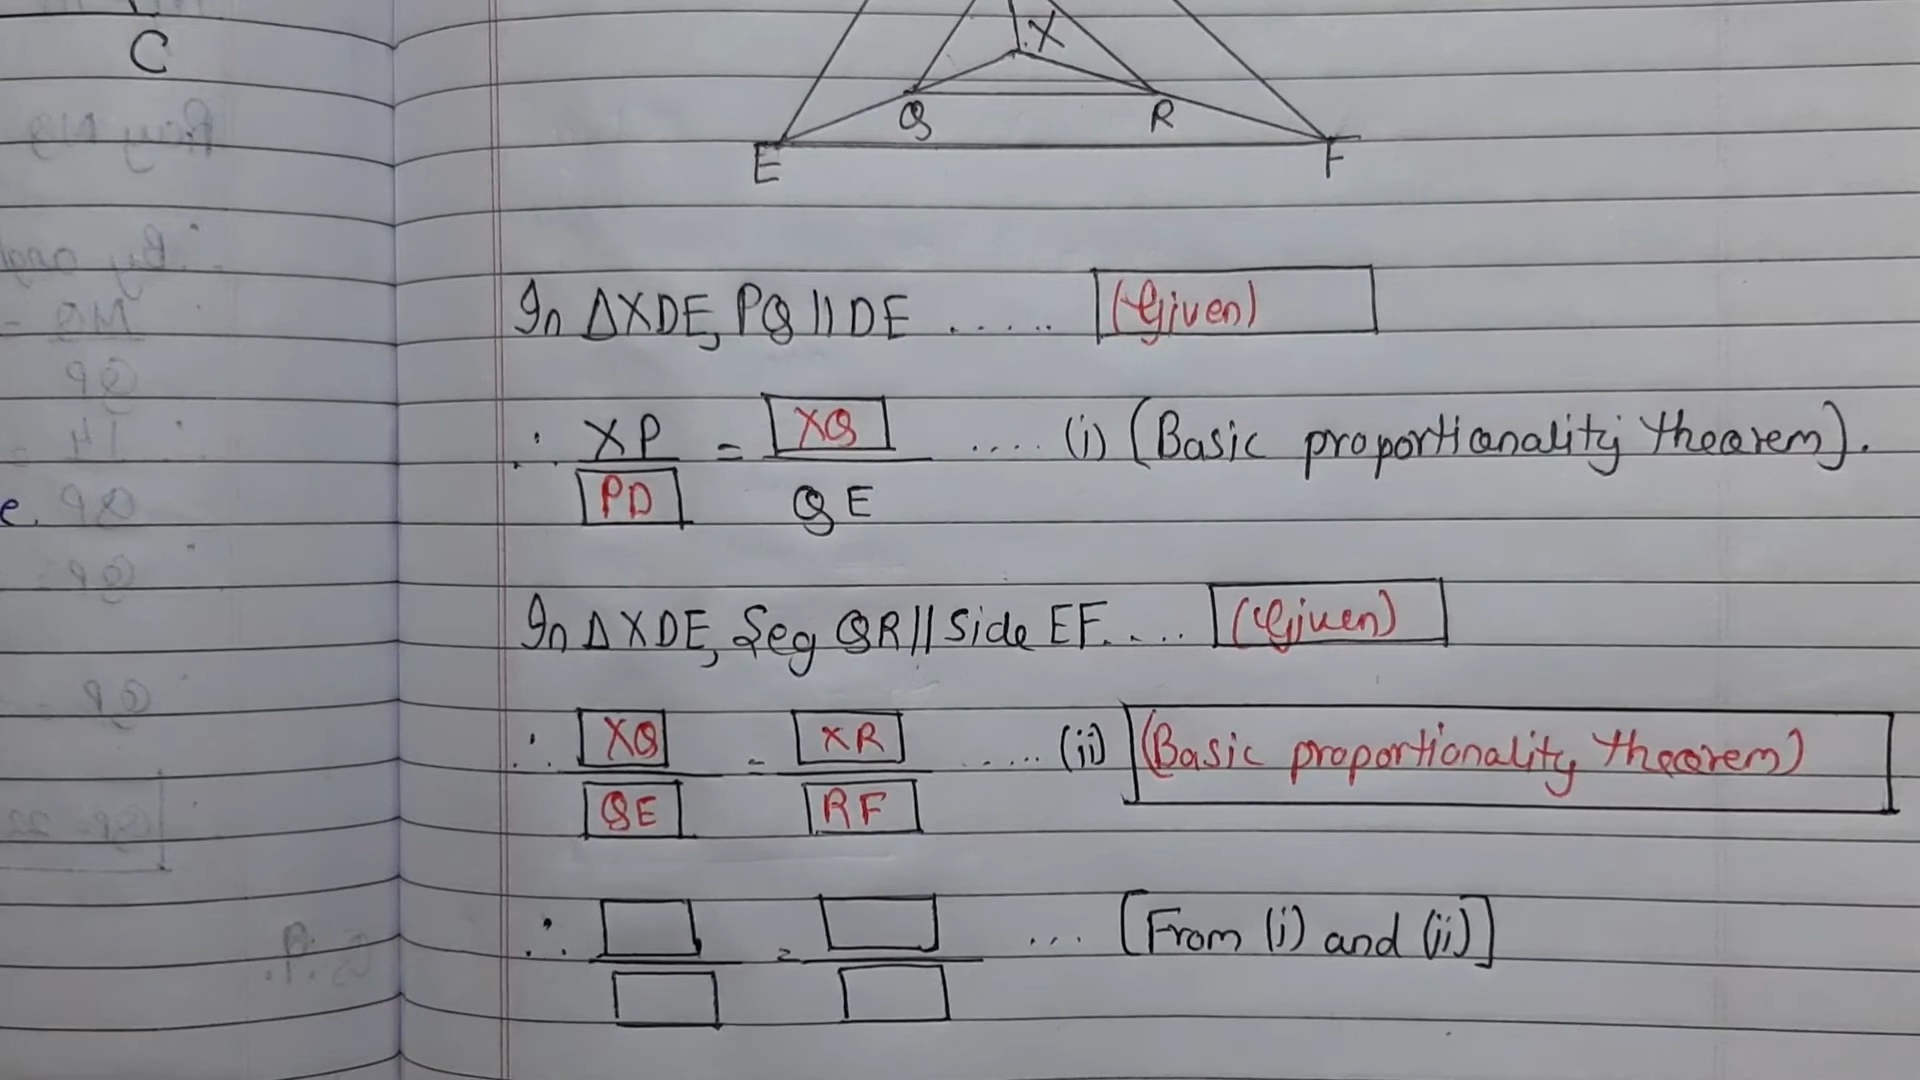 C
X
Q R
E F
In ΔXDE, PQ || DE ...... (Given)
∴ XP / PD = XQ / QE .... (i) (Basic proportionality theorem).
In ΔXDE, Seg QR || Side EF..... (Given)
∴ XQ / QE = XR / RF ..... (ii) (Basic proportionality theorem)
e.
∴ □ / □ = □ / □ ... [From (i) and (ii)]